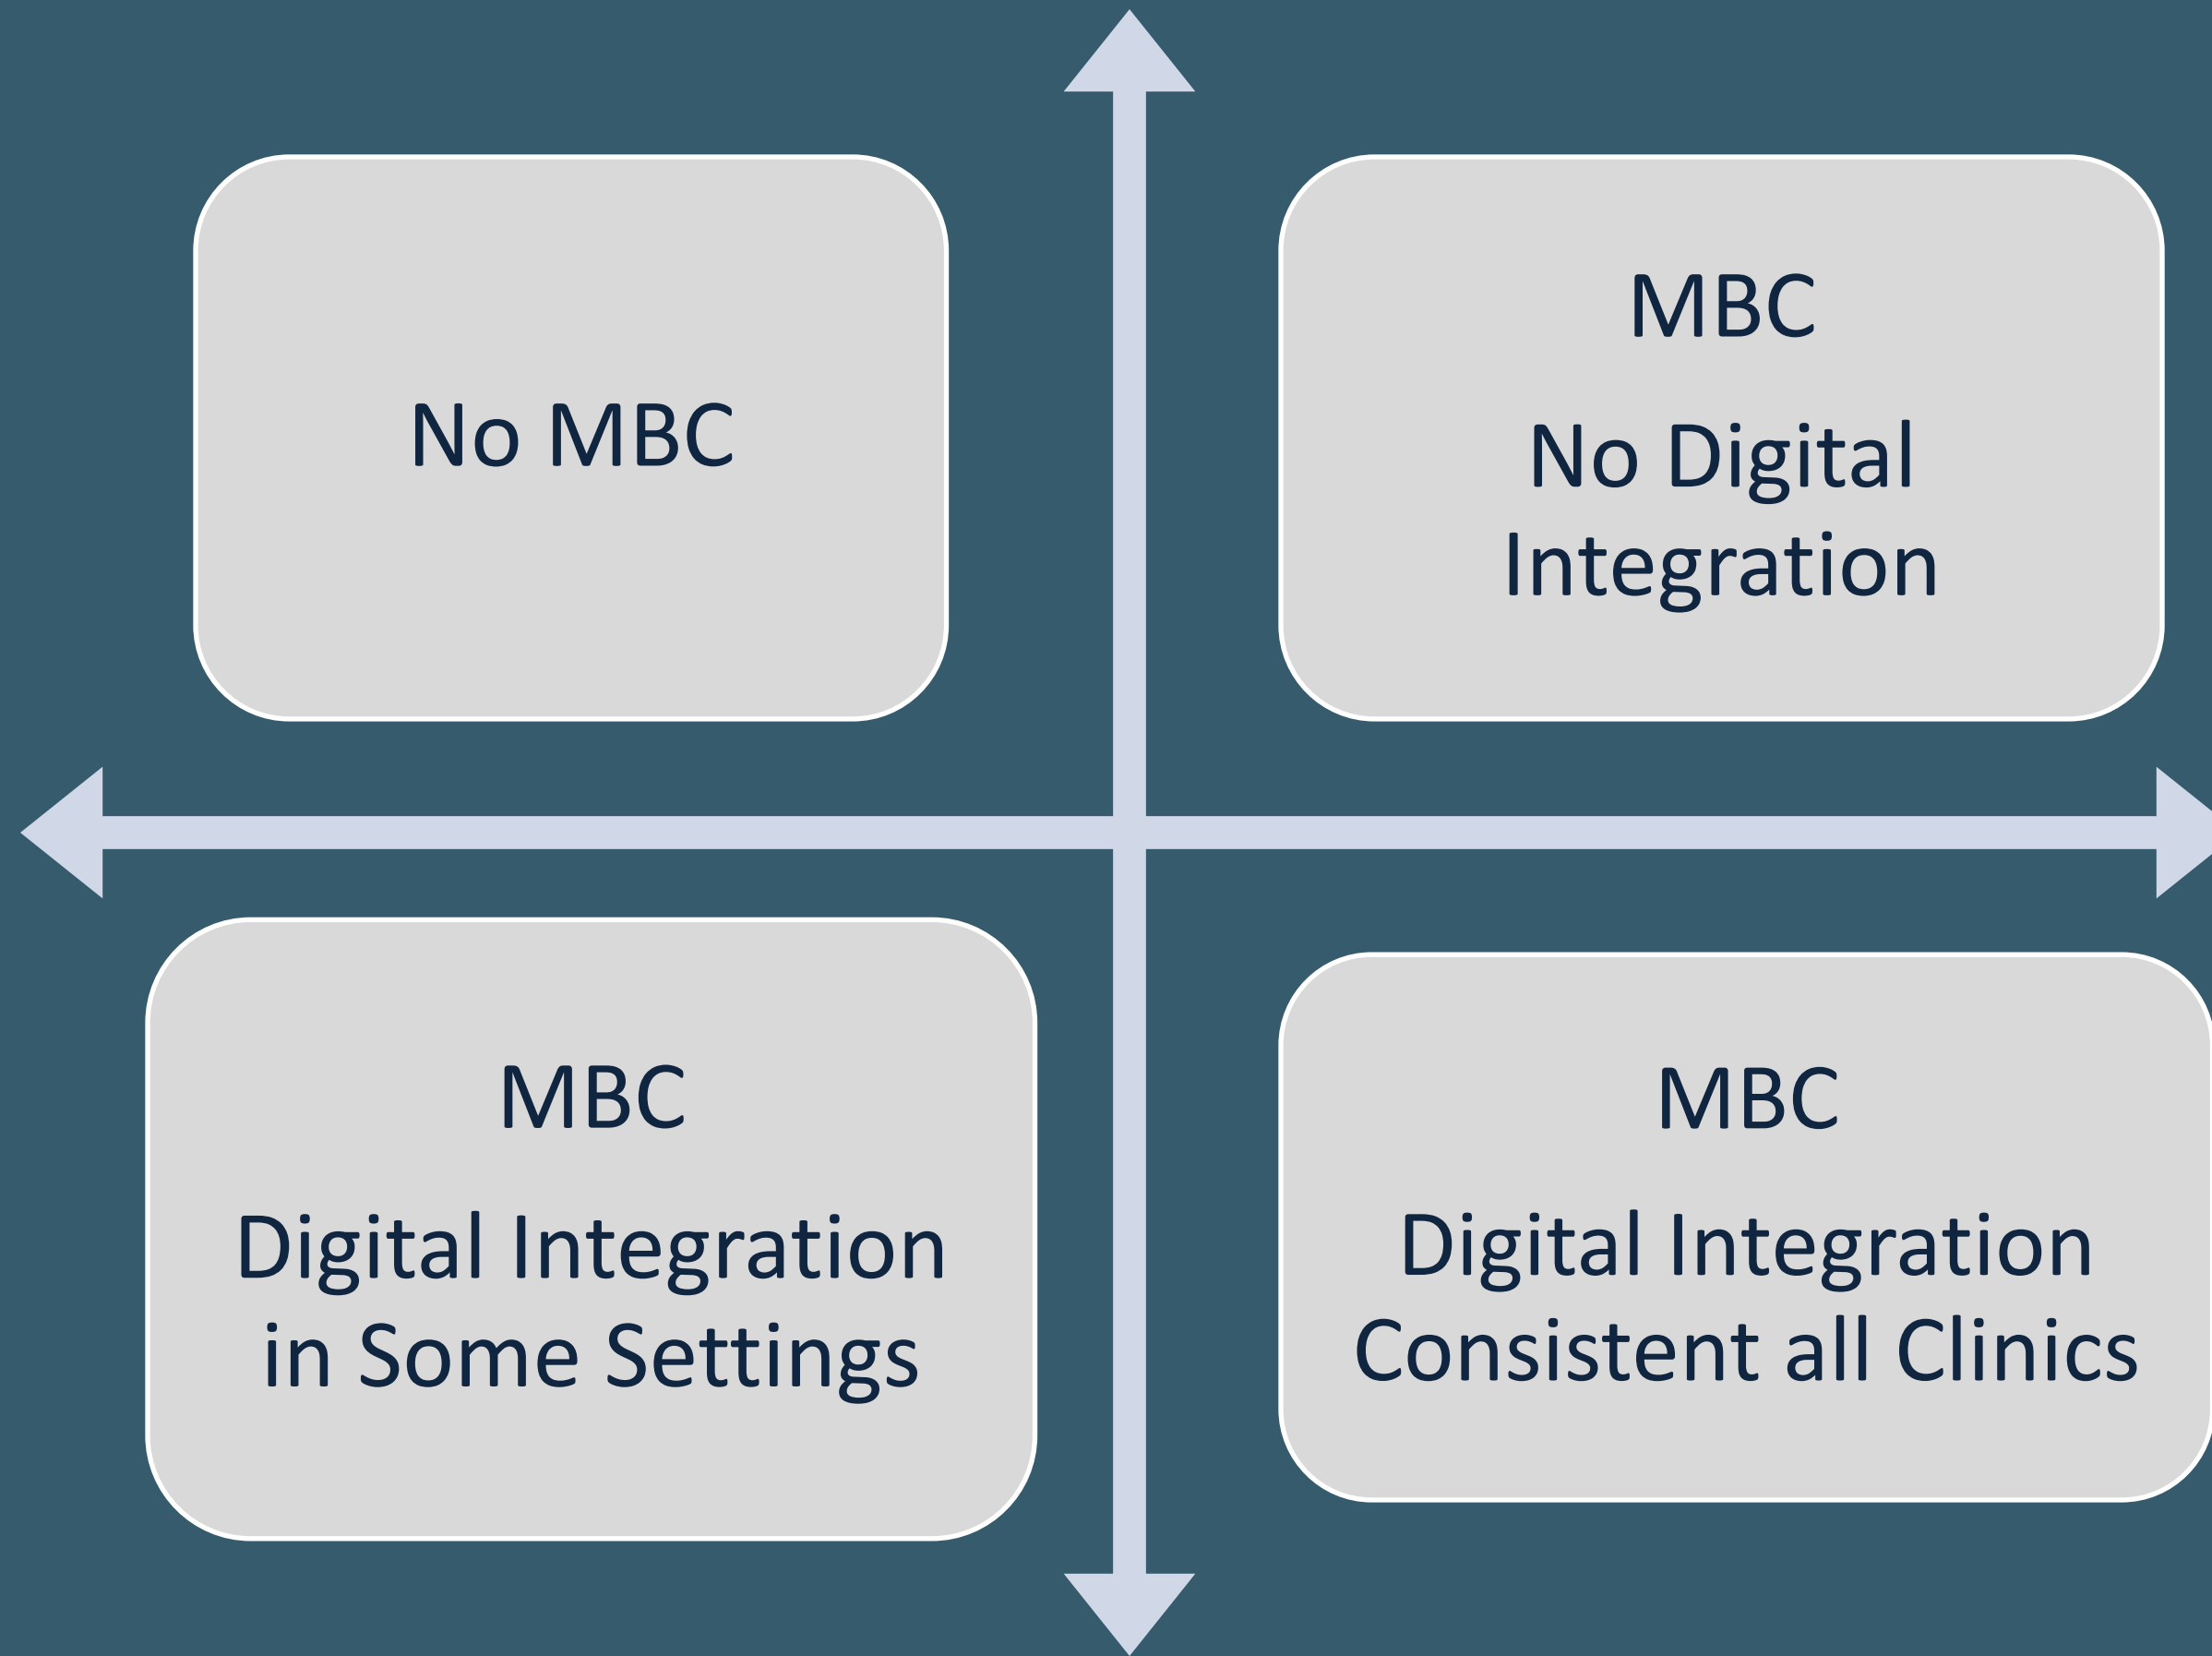 No MBC
MBC
No Digital
Integration
MBC
Digital Integration
in Some Settings
MBC
Digital Integration
Consistent all Clinics